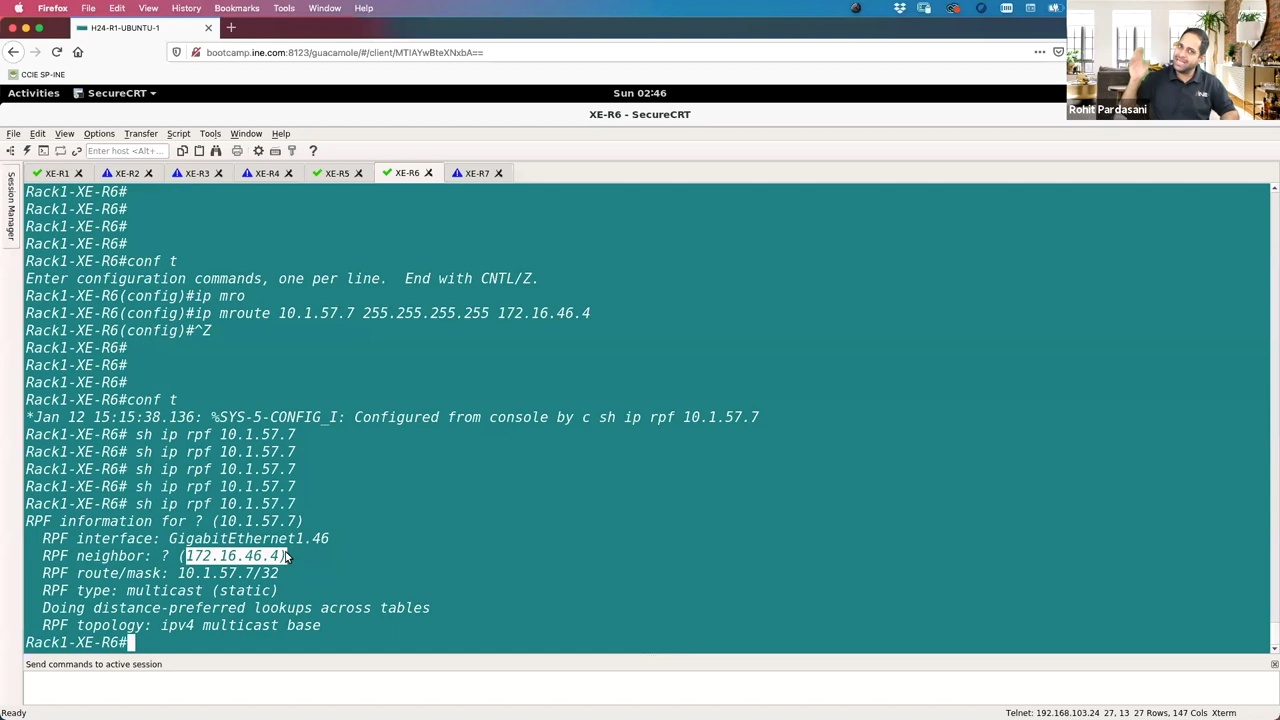 Firefox File Edit View History Bookmarks Tools Window Help
H24-R1-UBUNTU-1
bootcamp.ine.com:8123/guacamole/#/client/MTIAYwBteXNxbA==
CCIE SP-INE
Activities SecureCRT Sun 02:46
Rohit Pardasani
XE-R6 - SecureCRT
File Edit View Options Transfer Script Tools Window Help
Enter host <Alt+...
Session Manager
XE-R1 XE-R2 XE-R3 XE-R4 XE-R5 XE-R6 XE-R7
Rack1-XE-R6#
Rack1-XE-R6#
Rack1-XE-R6#
Rack1-XE-R6#
Rack1-XE-R6#conf t
Enter configuration commands, one per line. End with CNTL/Z.
Rack1-XE-R6(config)#ip mro
Rack1-XE-R6(config)#ip mroute 10.1.57.7 255.255.255.255 172.16.46.4
Rack1-XE-R6(config)#^Z
Rack1-XE-R6#
Rack1-XE-R6#
Rack1-XE-R6#
Rack1-XE-R6#conf t
*Jan 12 15:15:38.136: %SYS-5-CONFIG_I: Configured from console by c sh ip rpf 10.1.57.7
Rack1-XE-R6# sh ip rpf 10.1.57.7
Rack1-XE-R6# sh ip rpf 10.1.57.7
Rack1-XE-R6# sh ip rpf 10.1.57.7
Rack1-XE-R6# sh ip rpf 10.1.57.7
Rack1-XE-R6# sh ip rpf 10.1.57.7
RPF information for ? (10.1.57.7)
RPF interface: GigabitEthernet1.46
RPF neighbor: ? (172.16.46.4)
RPF route/mask: 10.1.57.7/32
RPF type: multicast (static)
Doing distance-preferred lookups across tables
RPF topology: ipv4 multicast base
Rack1-XE-R6#
Send commands to active session
Ready Telnet: 192.168.103.24 27, 13 27 Rows, 147 Cols Xterm